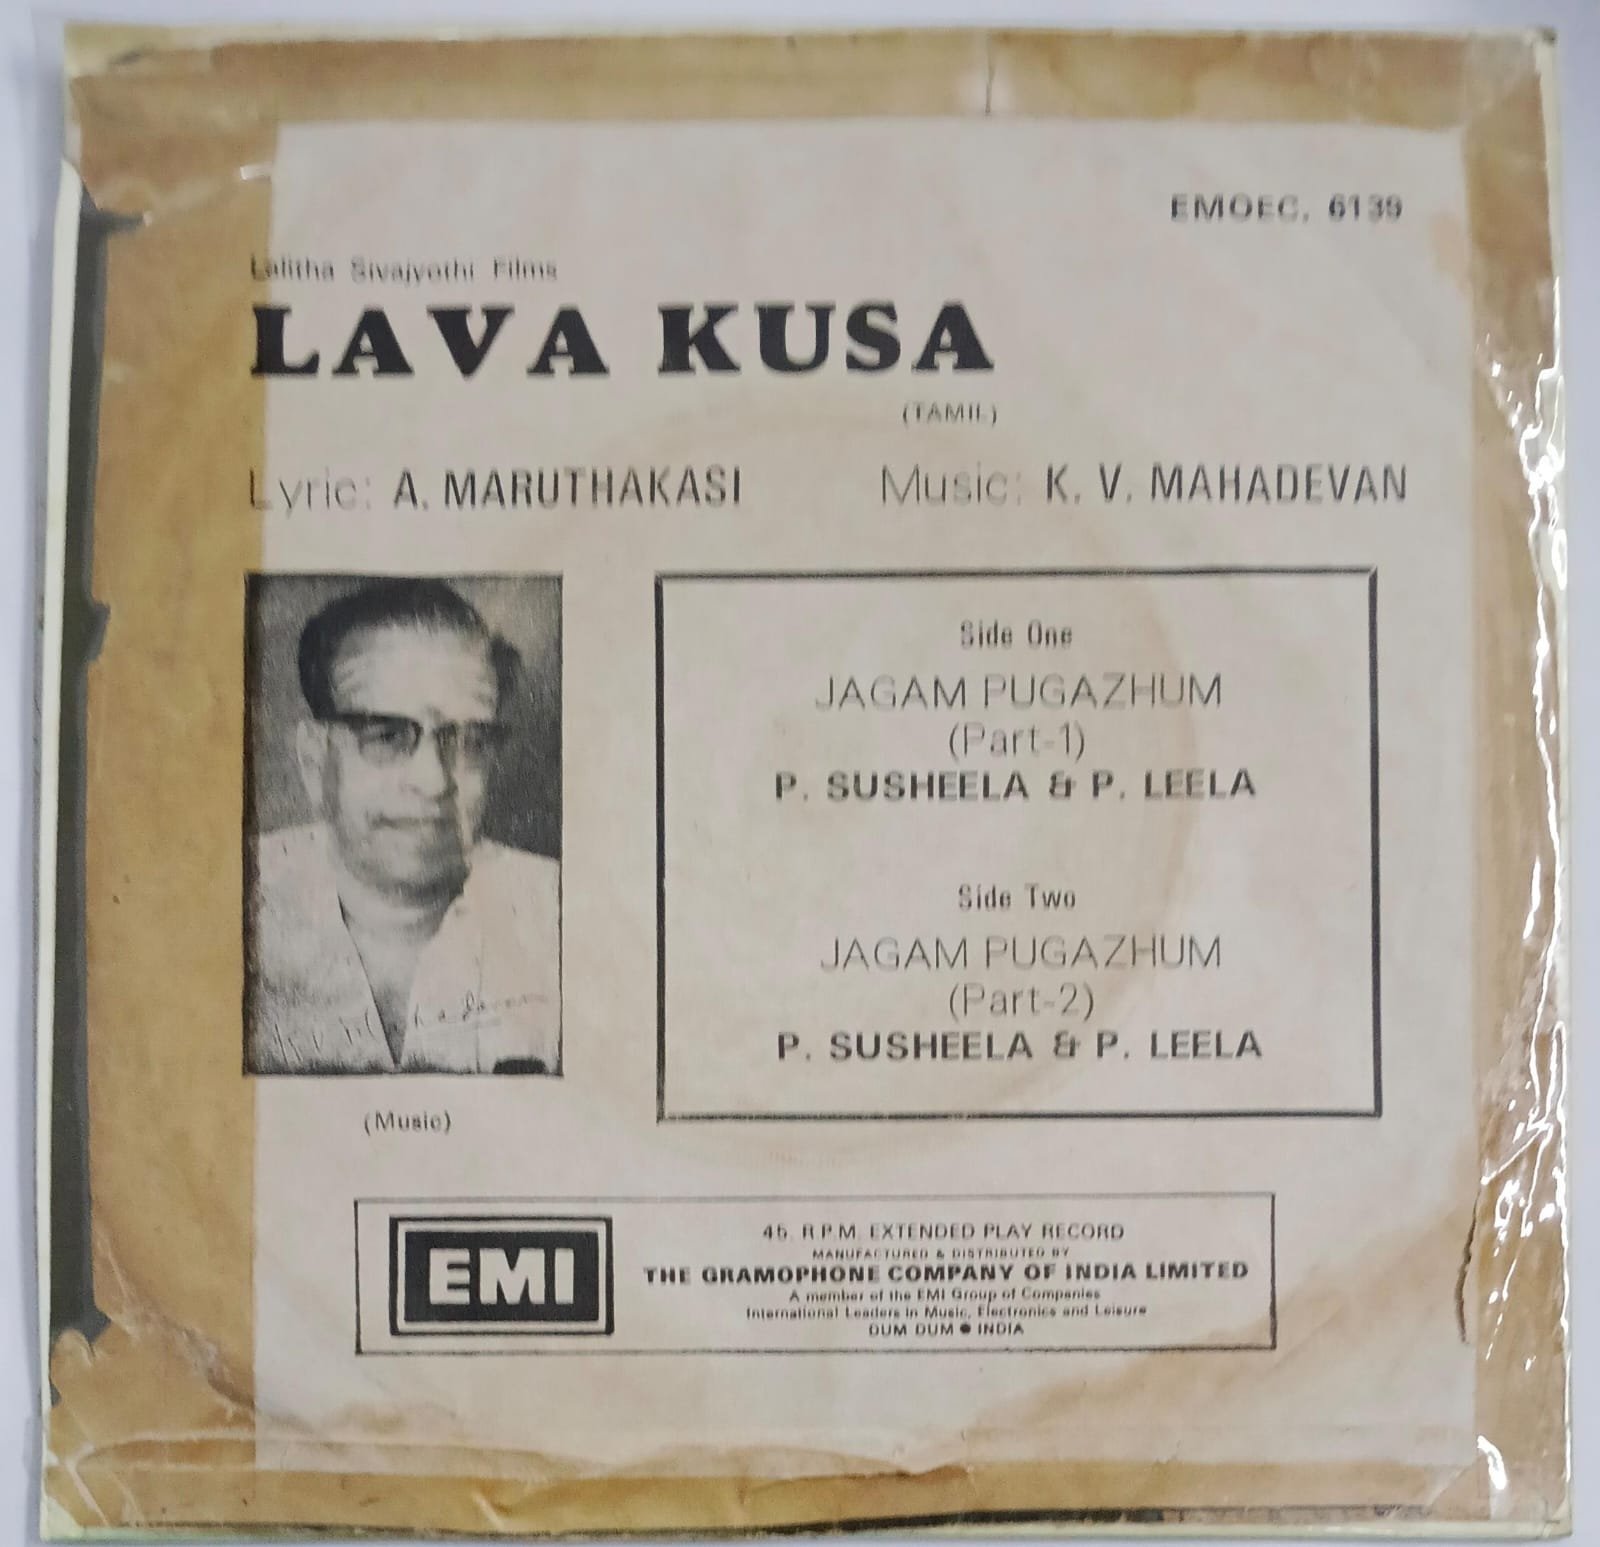 EMOEC. 6139
Lalitha Sivajyothi Films
LAVA KUSA
(TAMIL)
Lyric: A. MARUTHAKASI
Music: K. V. MAHADEVAN
Side One
JAGAM PUGAZHUM
(Part-1)
P. SUSHEELA & P. LEELA
Side Two
JAGAM PUGAZHUM
(Part-2)
P. SUSHEELA & P. LEELA
(Music)
EMI
45. R.P.M. EXTENDED PLAY RECORD
MANUFACTURED & DISTRIBUTED BY
THE GRAMOPHONE COMPANY OF INDIA LIMITED
A member of the EMI Group of Companies
International Leaders in Music, Electronics and Leisure
DUM DUM ● INDIA